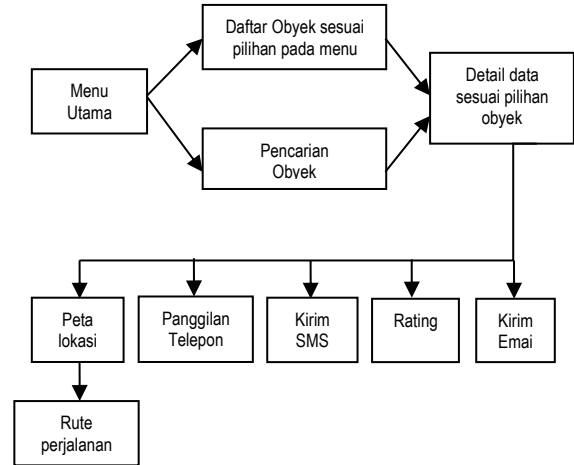 Daftar Obyek sesuai
pilihan pada menu
Menu
Utama
Detail data
sesuai pilihan
obyek
Pencarian
Obyek
Peta
lokasi
Panggilan
Telepon
Kirim
SMS
Rating
Kirim
Emai
Rute
perjalanan